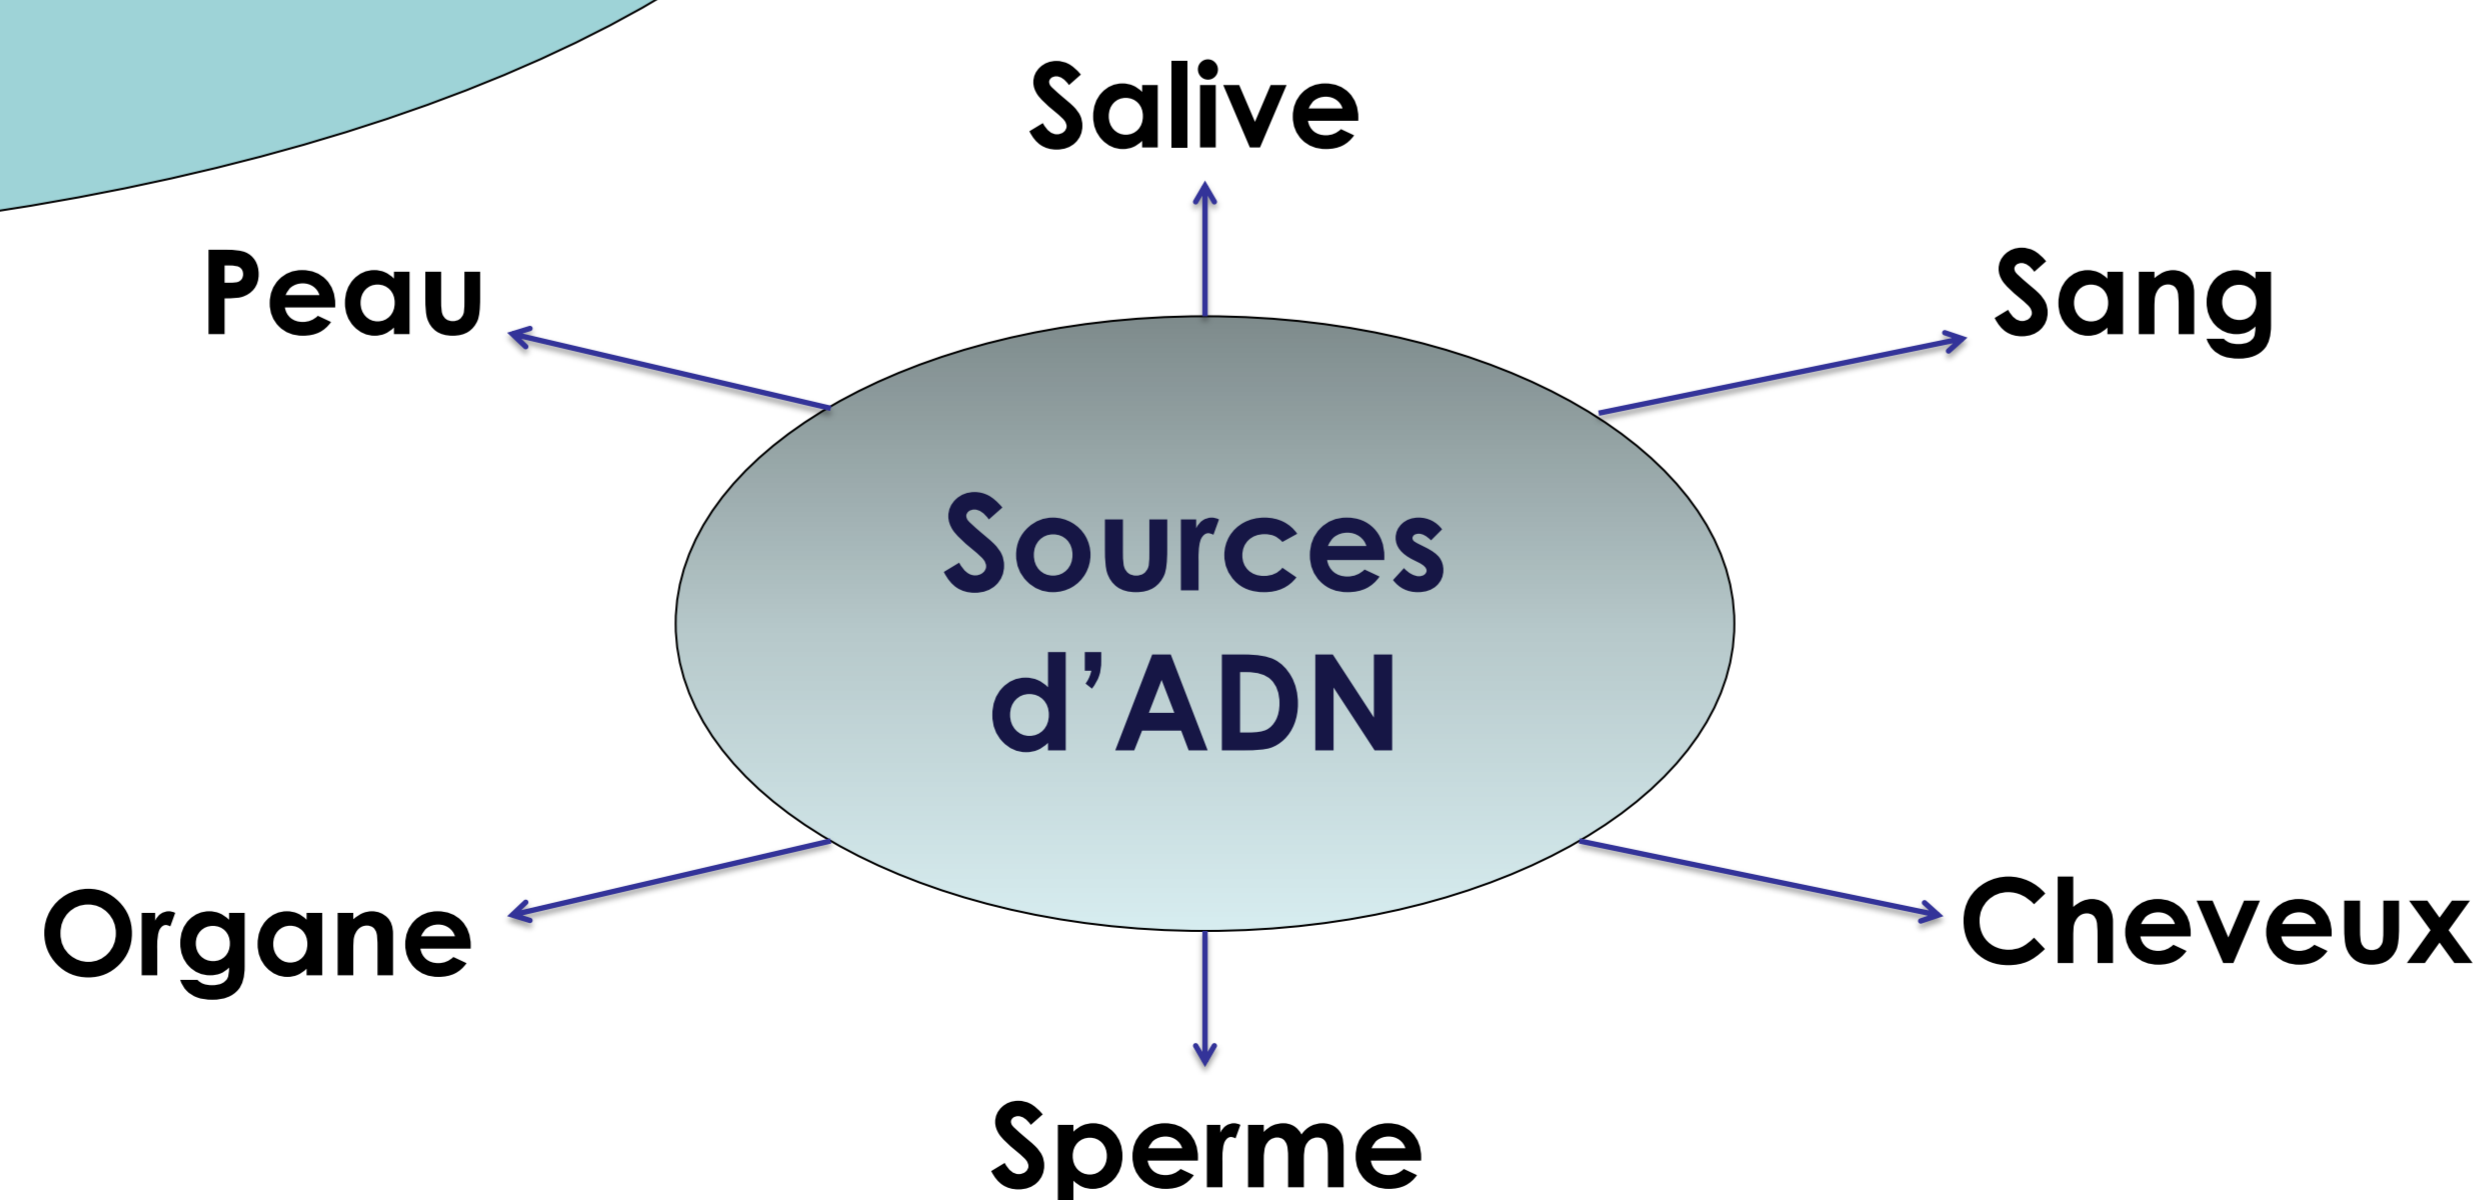 Salive
Peau
Sang
Sources
d’ADN
Organe
Cheveux
Sperme